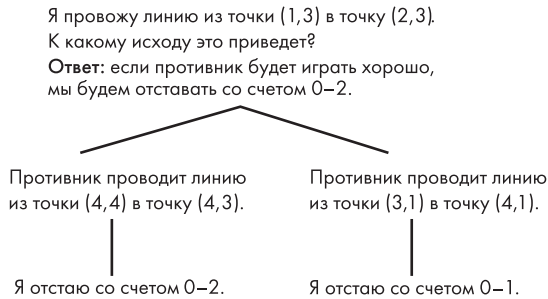 Я провожу линию из точки (1,3) в точку (2,3).
К какому исходу это приведет?
Ответ: если противник будет играть хорошо,
мы будем отставать со счетом 0–2.
Противник проводит линию
из точки (4,4) в точку (4,3).
Противник проводит линию
из точки (3,1) в точку (4,1).
Я отстаю со счетом 0–2.
Я отстаю со счетом 0–1.